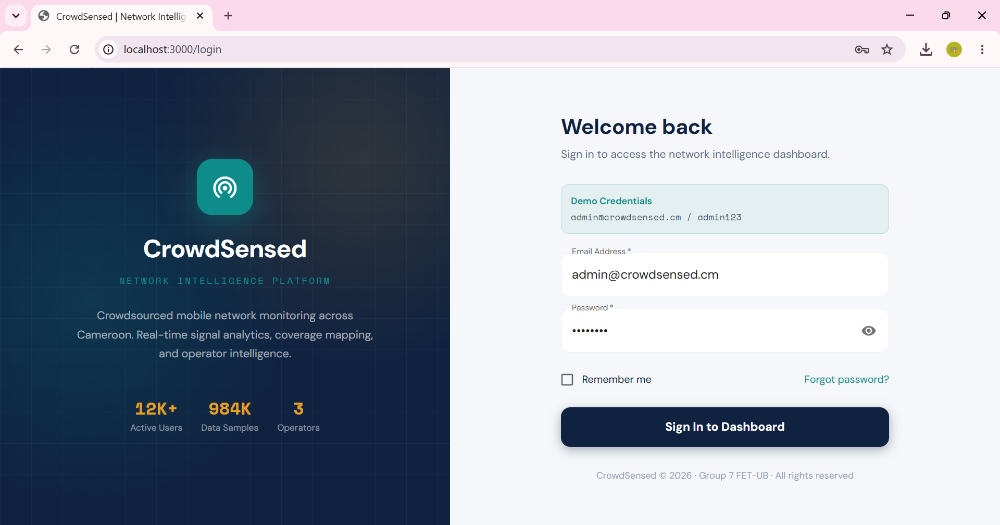 CrowdSensed | Network Intellig
localhost:3000/login
CrowdSensed
NETWORK INTELLIGENCE PLATFORM
Crowdsourced mobile network monitoring across
Cameroon. Real-time signal analytics, coverage mapping,
and operator intelligence.
12K+ 984K 3
Active Users Data Samples Operators
Welcome back
Sign in to access the network intelligence dashboard.
Demo Credentials
admin@crowdsensed.cm / admin123
Email Address *
admin@crowdsensed.cm
Password *
••••••••
Remember me Forgot password?
Sign In to Dashboard
CrowdSensed © 2026 · Group 7 FET-UB · All rights reserved